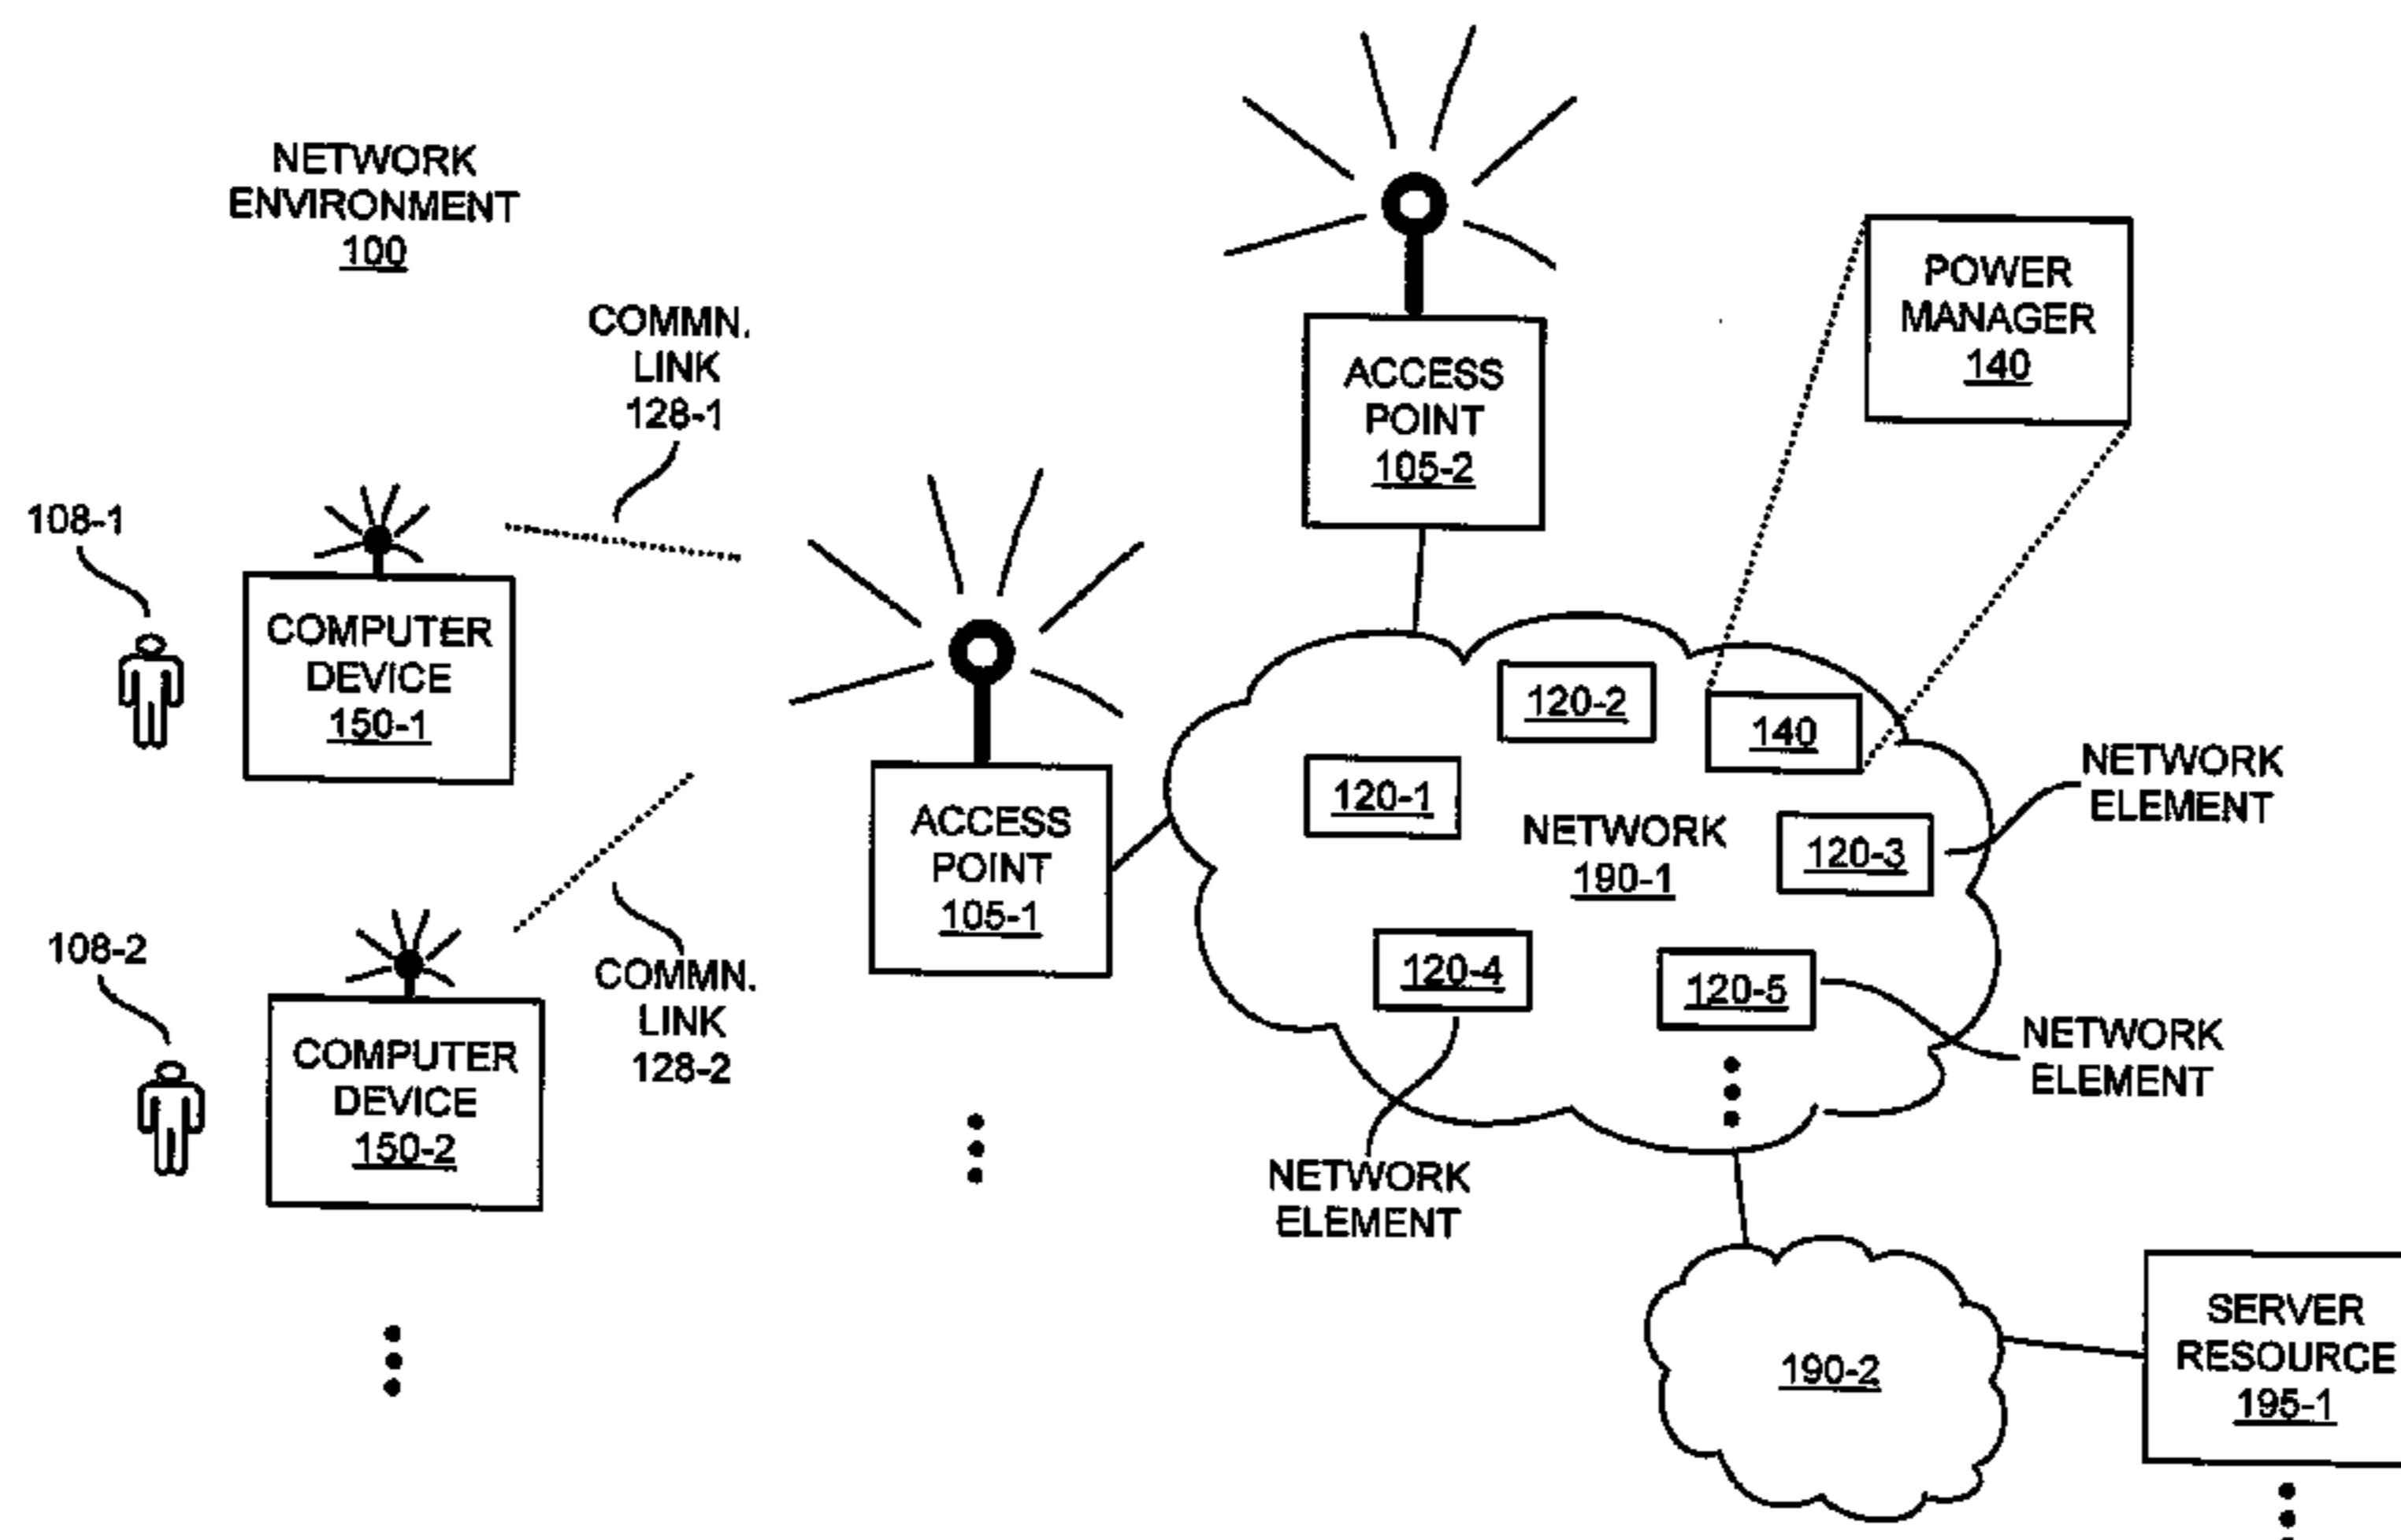 NETWORK
ENVIRONMENT
100
COMMN.
LINK
128-1
POWER
MANAGER
140
ACCESS
POINT
105-2
108-1
COMPUTER
DEVICE
150-1
120-2
140
120-1
NETWORK
190-1
NETWORK
ELEMENT
120-3
ACCESS
POINT
105-1
108-2
COMMN.
LINK
128-2
120-4
120-5
COMPUTER
DEVICE
150-2
NETWORK
ELEMENT
NETWORK
ELEMENT
190-2
SERVER
RESOURCE
195-1